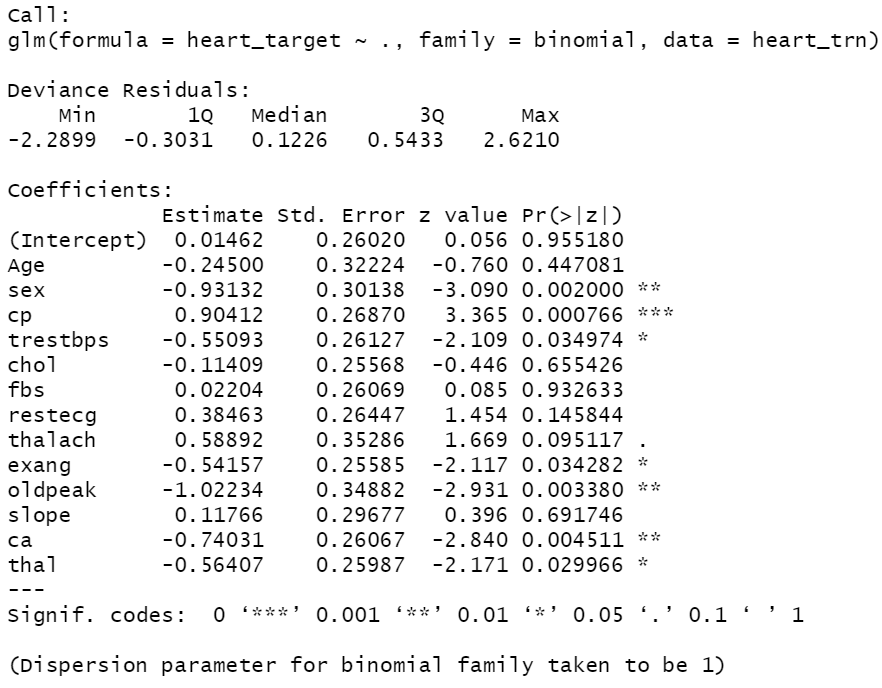 Call:
glm(formula = heart_target ~ ., family = binomial, data = heart_trn)
Deviance Residuals:
Min 1Q Median 3Q Max
-2.2899 -0.3031 0.1226 0.5433 2.6210
Coefficients:
Estimate Std. Error z value Pr(>|z|)
(Intercept) 0.01462 0.26020 0.056 0.955180
Age -0.24500 0.32224 -0.760 0.447081
sex -0.93132 0.30138 -3.090 0.002000 **
cp 0.90412 0.26870 3.365 0.000766 ***
trestbps -0.55093 0.26127 -2.109 0.034974 *
chol -0.11409 0.25568 -0.446 0.655426
fbs 0.02204 0.26069 0.085 0.932633
restecg 0.38463 0.26447 1.454 0.145844
thalach 0.58892 0.35286 1.669 0.095117 .
exang -0.54157 0.25585 -2.117 0.034282 *
oldpeak -1.02234 0.34882 -2.931 0.003380 **
slope 0.11766 0.29677 0.396 0.691746
ca -0.74031 0.26067 -2.840 0.004511 **
thal -0.56407 0.25987 -2.171 0.029966 *
---
Signif. codes: 0 ‘***’ 0.001 ‘**’ 0.01 ‘*’ 0.05 ‘.’ 0.1 ‘ ’ 1
(Dispersion parameter for binomial family taken to be 1)